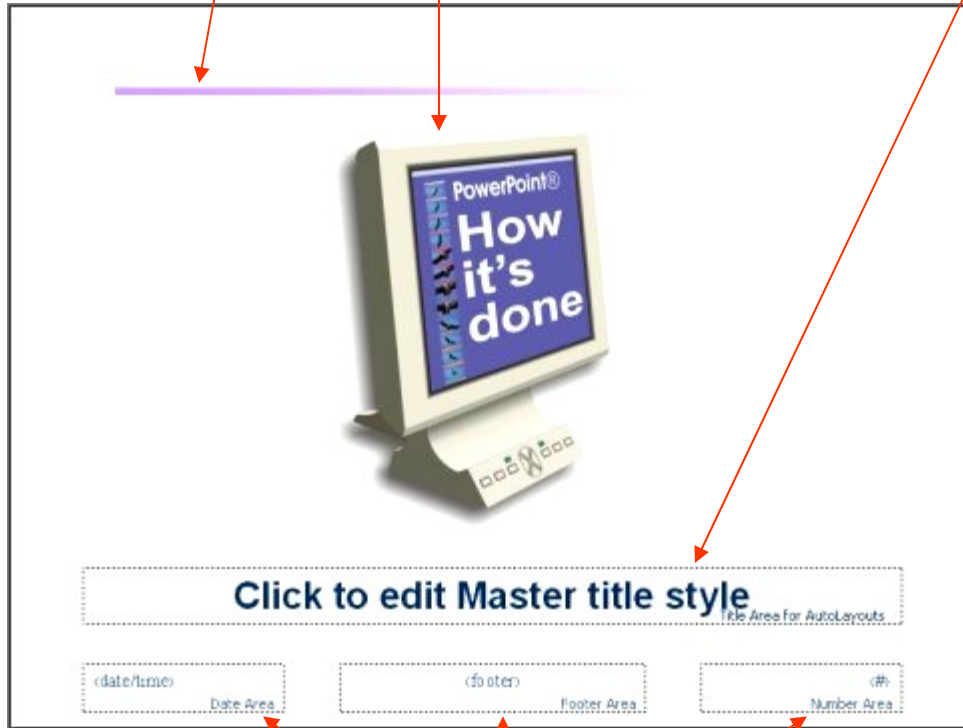 PowerPoint®
How
it's
done
Click to edit Master title style
Title Area for AutoLayouts
<date/time>
Date Area
<footer>
Footer Area
<#>
Number Area